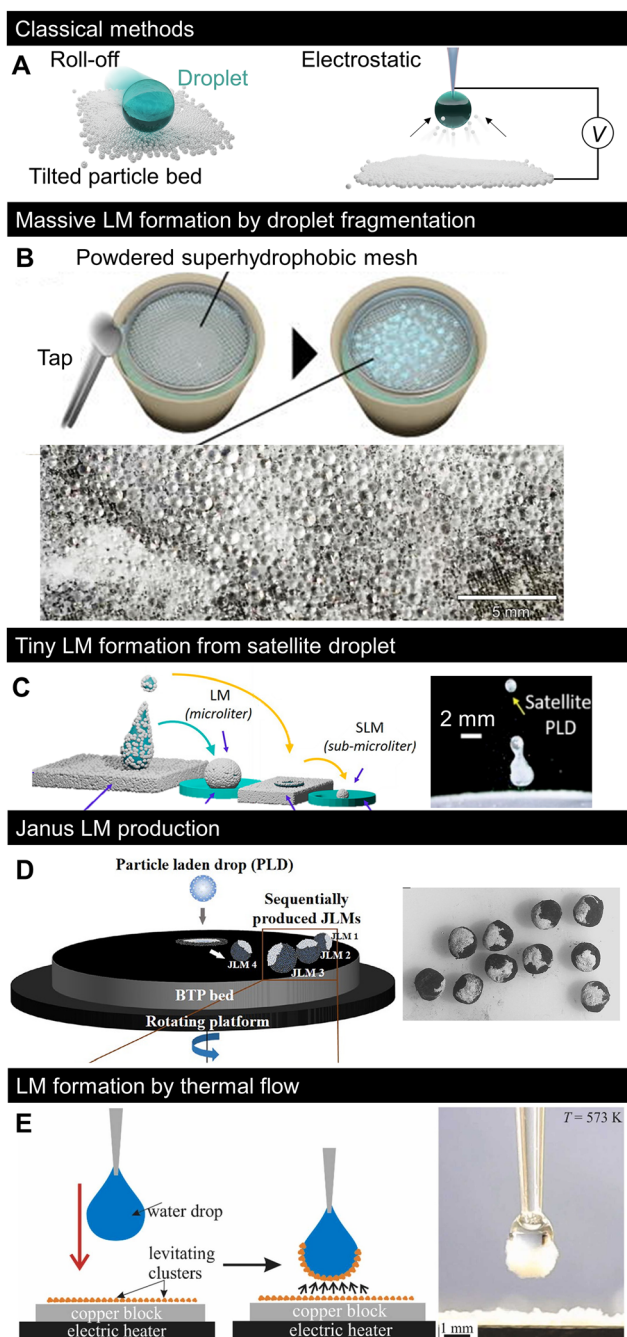 Classical methods
A
Roll-off
Droplet
Tilted particle bed
Electrostatic
V
Massive LM formation by droplet fragmentation
B
Powdered superhydrophobic mesh
Tap
5 mm
Tiny LM formation from satellite droplet
C
LM
(microliter)
SLM
(sub-microliter)
2 mm
Satellite
PLD
Janus LM production
D
Particle laden drop (PLD)
Sequentially
produced JLMs
JLM 1
JLM 2
JLM 3
JLM 4
BTP bed
Rotating platform
LM formation by thermal flow
E
water drop
levitating
clusters
copper block
electric heater
copper block
electric heater
T = 573 K
1 mm